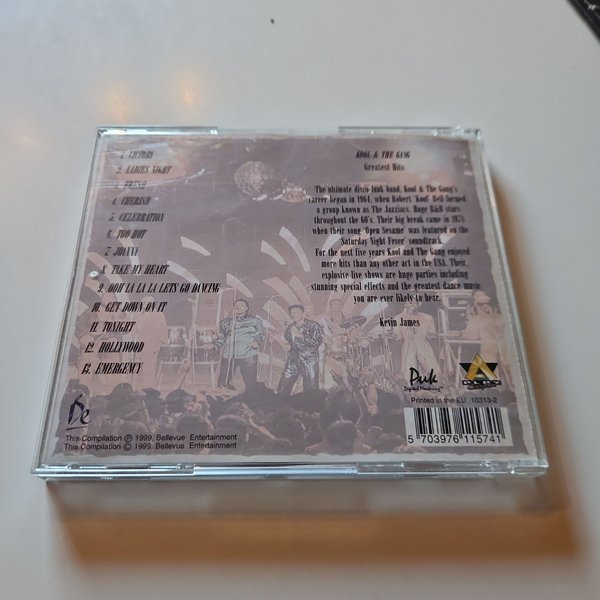 1. VICTORY
2. LADIES NIGHT
3. FRESH
4. CHERISH
5. CELEBRATION
6. TOO HOT
7. JOANNA
8. TAKE MY HEART
9. OOH LA LA LA LETS GO DANCING
10. GET DOWN ON IT
11. TONIGHT
12. HOLLYWOOD
13. EMERGENCY
Be
This Compilation Ⓟ 1999, Bellevue Entertainment
This Compilation © 1999, Bellevue Entertainment
KOOL & THE GANG
Greatest Hits
The ultimate disco-funk band, Kool & The Gang's
career began in 1964, when Robert 'Kool' Bell formed
a group known as The Jazziacs. Huge R&B stars
throughout the 60's. Their big break came in 1978
when their song 'Open Sesame' was featured on the
'Saturday Night Fever' soundtrack.
For the next five years Kool and The Gang enjoyed
more hits than any other act in the USA. Their
explosive live shows are huge parties including
stunning special effects and the greatest dance music
you are ever likely to hear.
Kevin James
Puk
Digital Mastering™
A
PLAY
Printed in the EU 10313-2
5 703976 115741